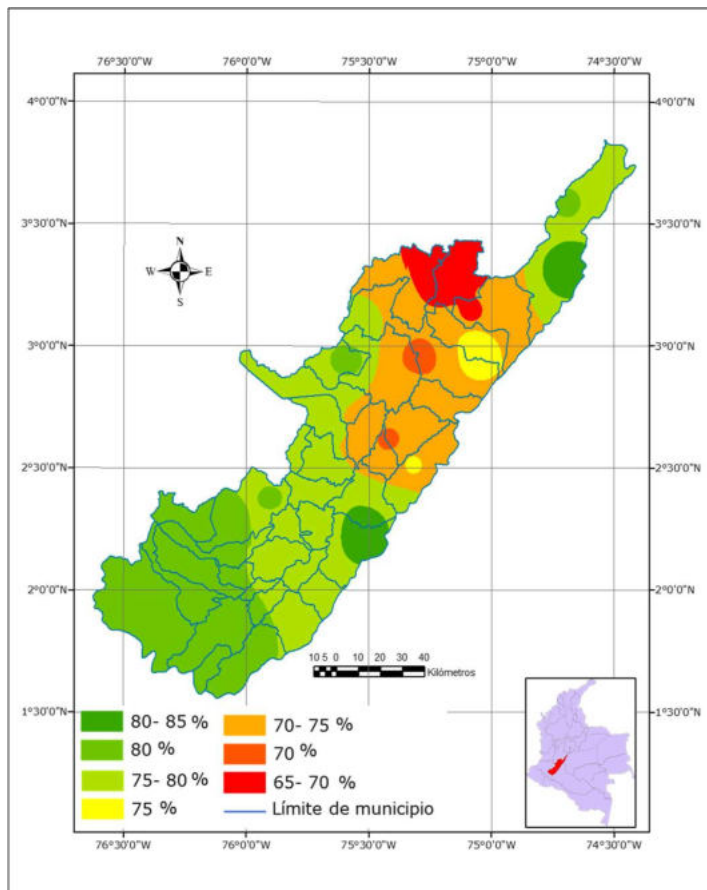 76°30'0"W 76°0'0"W 75°30'0"W 75°0'0"W 74°30'0"W
4°0'0"N 4°0'0"N
3°30'0"N 3°30'0"N
N
W E
S
3°0'0"N 3°0'0"N
2°30'0"N 2°30'0"N
2°0'0"N 2°0'0"N
10 5 0 10 20 30 40
Kilómetros
1°30'0"N 1°30'0"N
80- 85 % 70- 75 %
80 % 70 %
75- 80 % 65- 70 %
75 % Límite de municipio
76°30'0"W 76°0'0"W 75°30'0"W 75°0'0"W 74°30'0"W